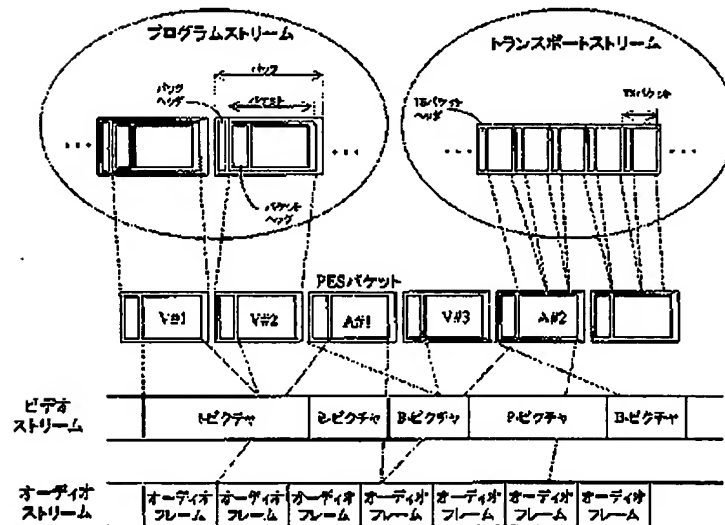 プログラムストリーム
トランスポートストリーム
パック
パック
ヘッダ
パケット
TSパケット
ヘッダ
TSパケット
パケット
ヘッダ
PESパケット
V#1
V#2
A#1
V#3
A#2
ビデオ
ストリーム
I-ピクチャ
B-ピクチャ
B-ピクチャ
P-ピクチャ
B-ピクチャ
オーディオ
ストリーム
オーディオ
フレーム
オーディオ
フレーム
オーディオ
フレーム
オーディオ
フレーム
オーディオ
フレーム
オーディオ
フレーム
オーディオ
フレーム